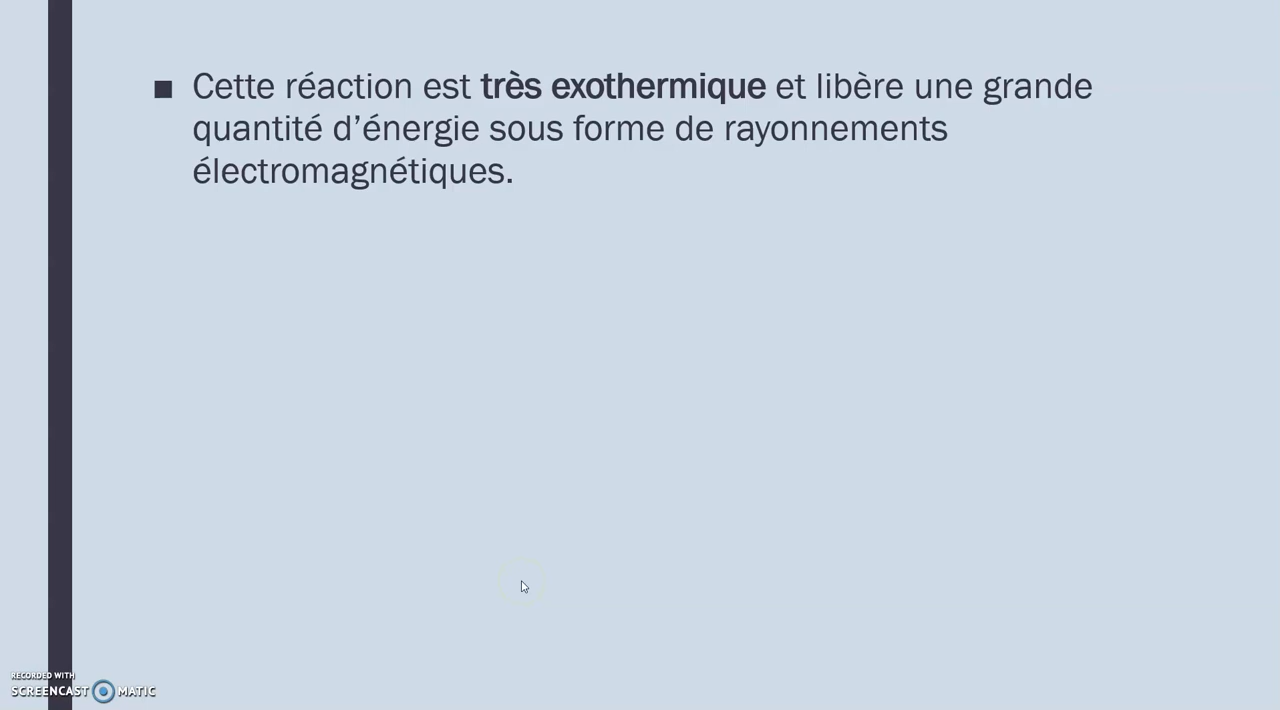 ■ Cette réaction est très exothermique et libère une grande
quantité d’énergie sous forme de rayonnements
électromagnétiques.
RECORDED WITH
SCREENCAST MATIC